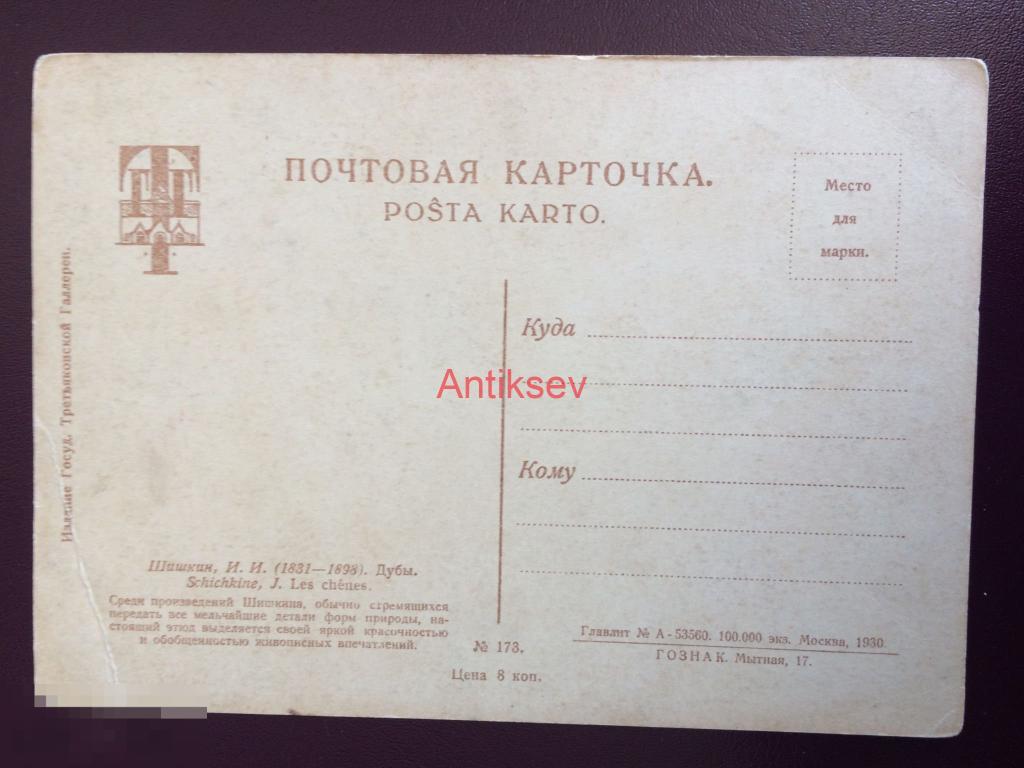 ПОЧТОВАЯ КАРТОЧКА.
POŜTA KARTO.
Место
для
марки.
Издание Госуд. Третьяковской Галлереи.
Куда
Antiksev
Кому
Шишкин, И. И. (1831—1898). Дубы.
Schichkine, J. Les chênes.
Среди произведений Шишкина, обычно стремящихся
передать все мельчайшие детали форм природы, на-
стоящий этюд выделяется своей яркой красочностью
и обобщенностью живописных впечатлений.
№ 173.
Цена 8 коп.
Главлит № А-53560. 100.000 экз. Москва, 1930.
ГОЗНАК. Мытная, 17.